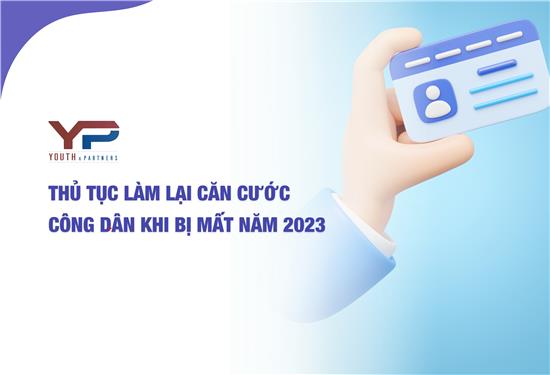 YP
YOUTH & PARTNERS
THỦ TỤC LÀM LẠI CĂN CƯỚC
CÔNG DÂN KHI BỊ MẤT NĂM 2023